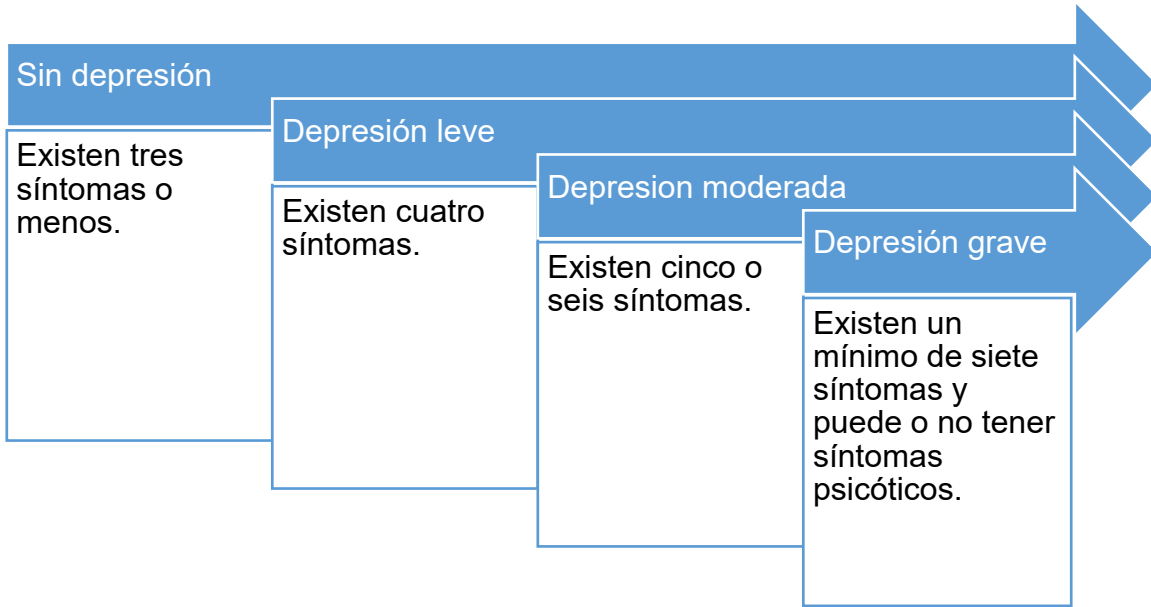 Sin depresión
Existen tres
síntomas o
menos.
Depresión leve
Existen cuatro
síntomas.
Depresion moderada
Existen cinco o
seis síntomas.
Depresión grave
Existen un
mínimo de siete
síntomas y
puede o no tener
síntomas
psicóticos.